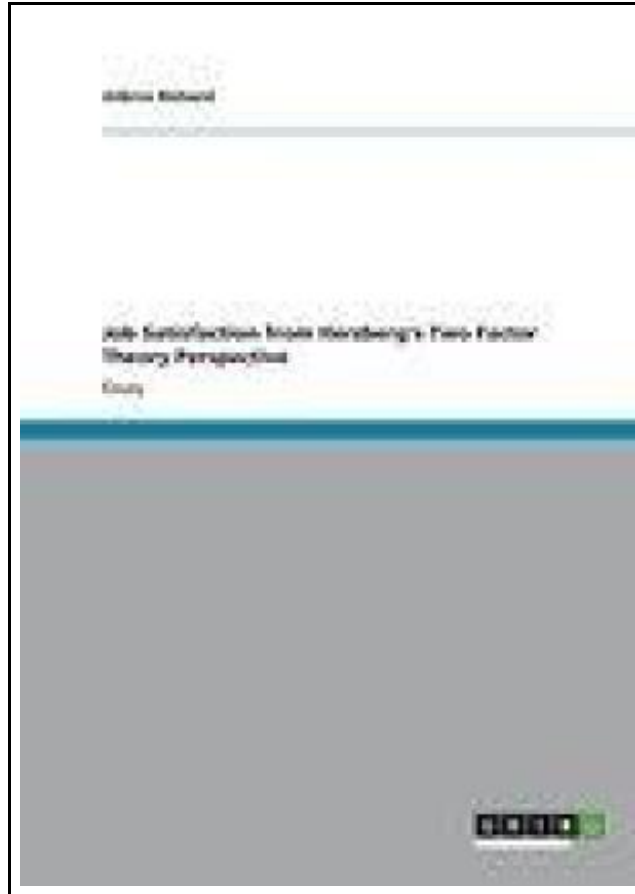 Job Satisfaction from Herzberg's Two Factor
Theory Perspective
Essay